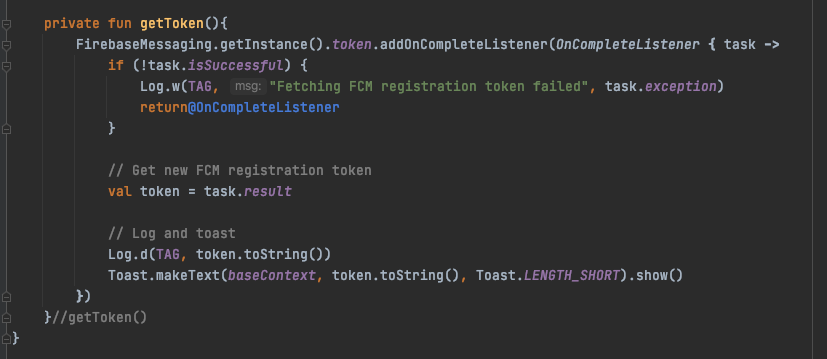 private fun getToken(){
FirebaseMessaging.getInstance().token.addOnCompleteListener(OnCompleteListener { task ->
if (!task.isSuccessful) {
Log.w(TAG, msg: "Fetching FCM registration token failed", task.exception)
return@OnCompleteListener
}
// Get new FCM registration token
val token = task.result
// Log and toast
Log.d(TAG, token.toString())
Toast.makeText(baseContext, token.toString(), Toast.LENGTH_SHORT).show()
})
}//getToken()
}